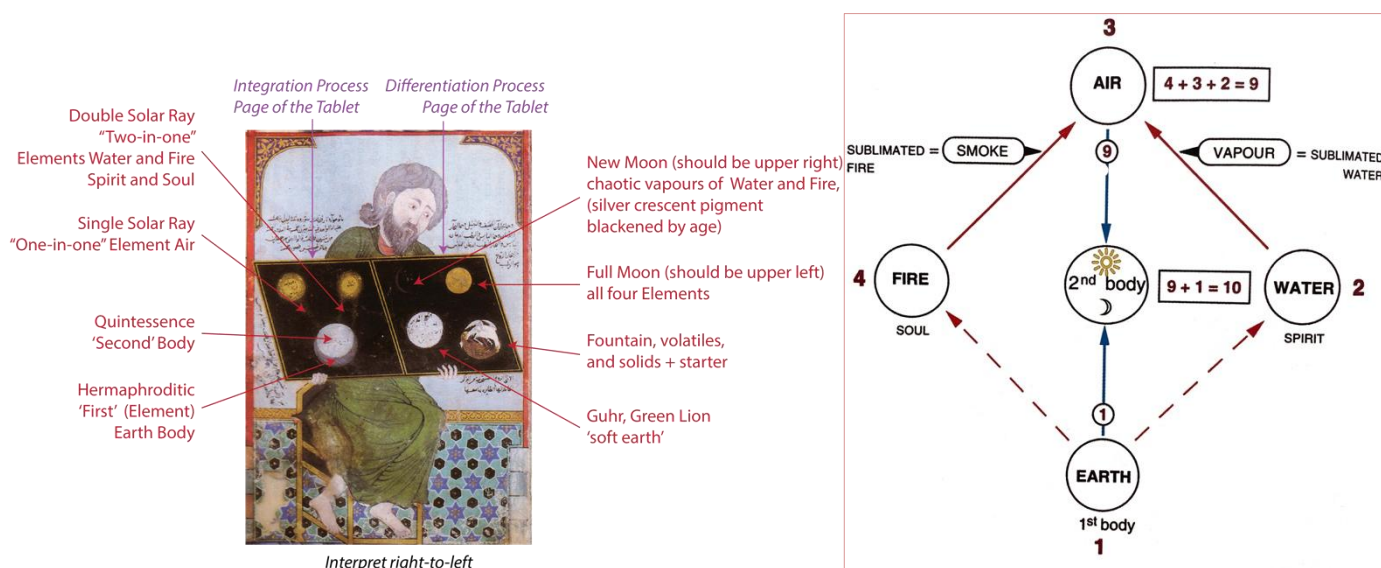 Integration Process
Page of the Tablet
Differentiation Process
Page of the Tablet
Double Solar Ray
“Two-in-one”
Elements Water and Fire
Spirit and Soul
Single Solar Ray
“One-in-one” Element Air
Quintessence
‘Second’ Body
Hermaphroditic
‘First’ (Element)
Earth Body
New Moon (should be upper right)
chaotic vapours of Water and Fire,
(silver crescent pigment
blackened by age)
Full Moon (should be upper left)
all four Elements
Fountain, volatiles,
and solids + starter
Guhr, Green Lion
‘soft earth’
Interpret right-to-left
3
AIR
4 + 3 + 2 = 9
SUBLIMATED = SMOKE
FIRE
9
VAPOUR = SUBLIMATED
WATER
4
FIRE
SOUL
2nd body
9 + 1 = 10
WATER
2
SPIRIT
1
EARTH
1st body
1